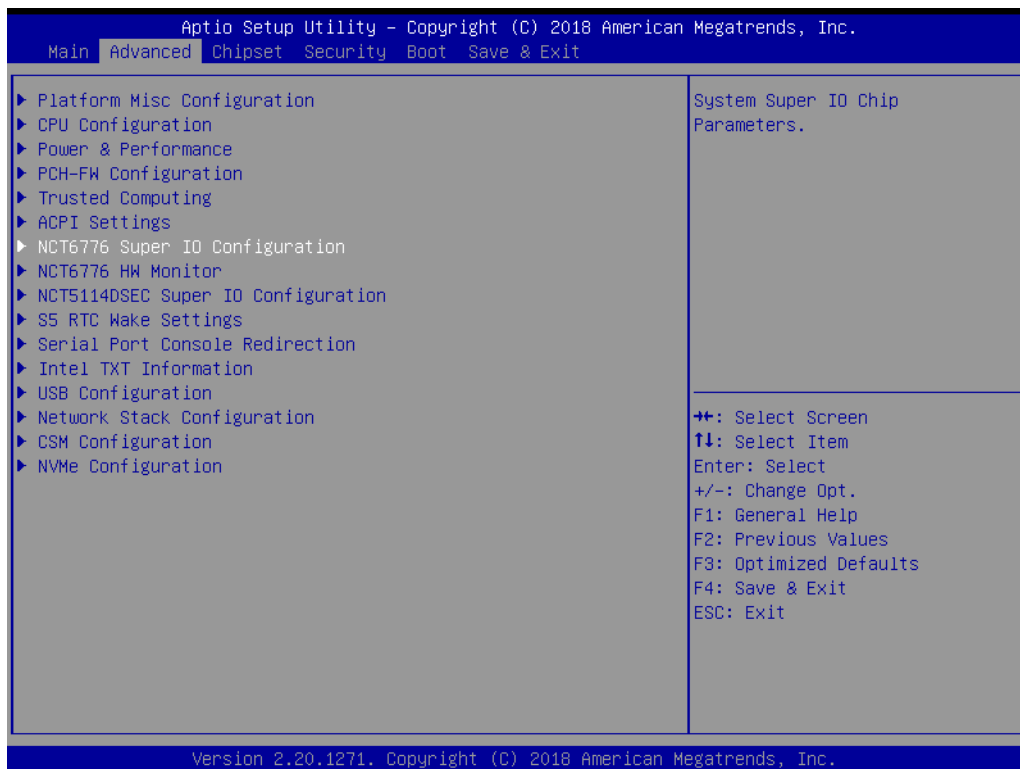 Aptio Setup Utility – Copyright (C) 2018 American Megatrends, Inc.
Main Advanced Chipset Security Boot Save & Exit
▶ Platform Misc Configuration
▶ CPU Configuration
▶ Power & Performance
▶ PCH-FW Configuration
▶ Trusted Computing
▶ ACPI Settings
▶ NCT6776 Super IO Configuration
▶ NCT6776 HW Monitor
▶ NCT5114DSEC Super IO Configuration
▶ S5 RTC Wake Settings
▶ Serial Port Console Redirection
▶ Intel TXT Information
▶ USB Configuration
▶ Network Stack Configuration
▶ CSM Configuration
▶ NVMe Configuration
System Super IO Chip
Parameters.
→←: Select Screen
↑↓: Select Item
Enter: Select
+/-: Change Opt.
F1: General Help
F2: Previous Values
F3: Optimized Defaults
F4: Save & Exit
ESC: Exit
Version 2.20.1271. Copyright (C) 2018 American Megatrends, Inc.